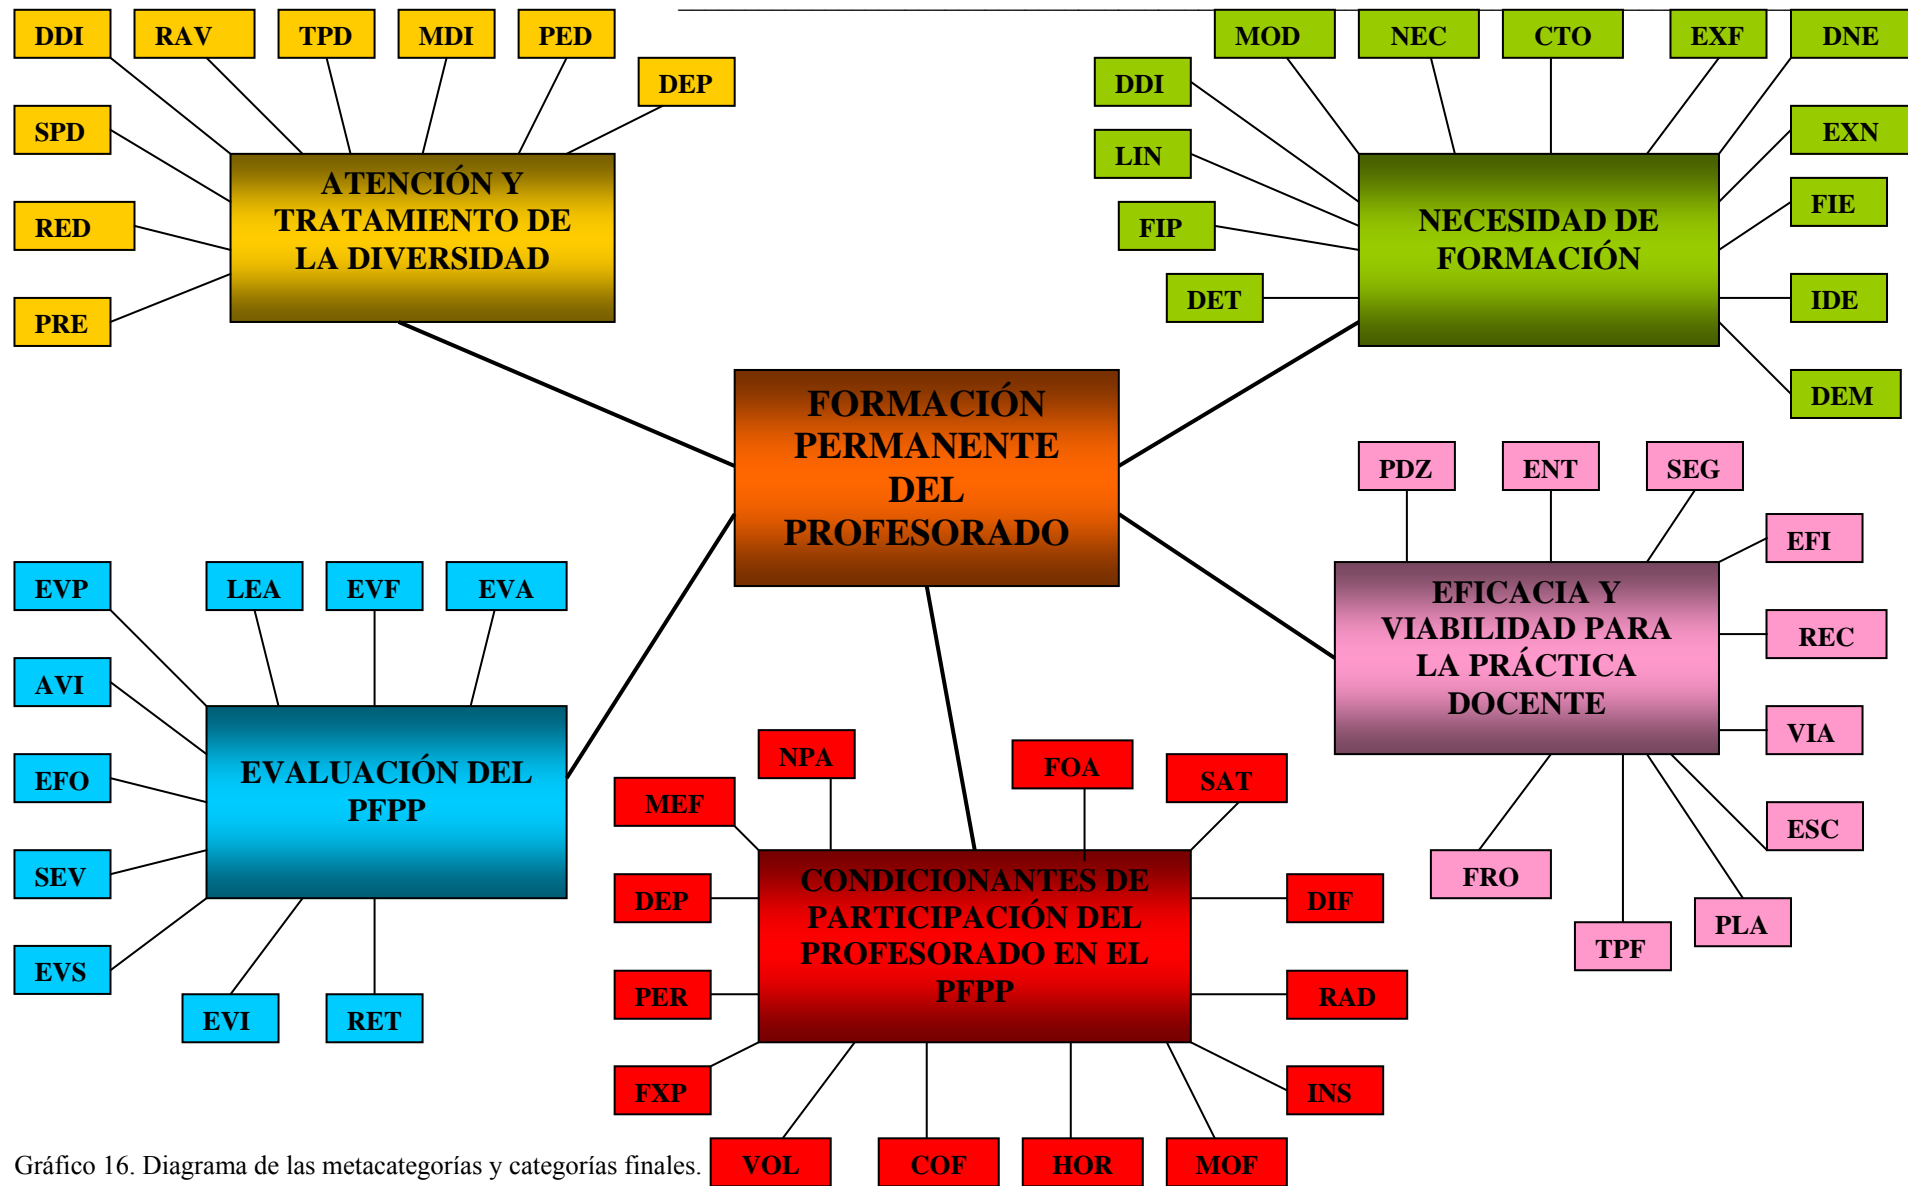 DDI
RAV
TPD
MDI
PED
DEP
SPD
RED
PRE
ATENCIÓN Y
TRATAMIENTO DE
LA DIVERSIDAD
MOD
NEC
CTO
EXF
DNE
DDI
LIN
FIP
DET
EXN
FIE
IDE
DEM
NECESIDAD DE
FORMACIÓN
FORMACIÓN
PERMANENTE
DEL
PROFESORADO
PDZ
ENT
SEG
EFI
REC
VIA
ESC
PLA
TPF
FRO
EFICACIA Y
VIABILIDAD PARA
LA PRÁCTICA
DOCENTE
EVP
LEA
EVF
EVA
AVI
EFO
SEV
EVS
EVI
RET
EVALUACIÓN DEL
PFPP
NPA
FOA
SAT
MEF
DEP
PER
FXP
DIF
RAD
INS
CONDICIONANTES DE
PARTICIPACIÓN DEL
PROFESORADO EN EL
PFPP
VOL
COF
HOR
MOF
Gráfico 16. Diagrama de las metacategorías y categorías finales.